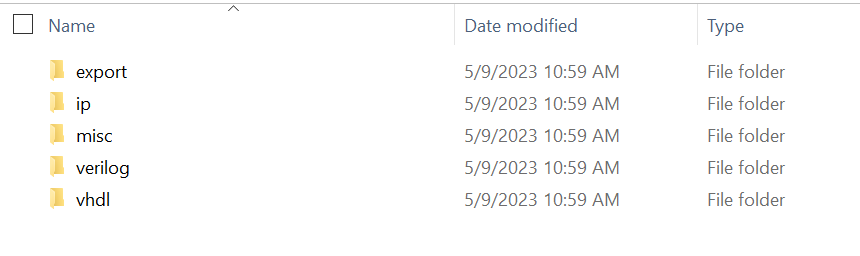 Name Date modified Type
export 5/9/2023 10:59 AM File folder
ip 5/9/2023 10:59 AM File folder
misc 5/9/2023 10:59 AM File folder
verilog 5/9/2023 10:59 AM File folder
vhdl 5/9/2023 10:59 AM File folder